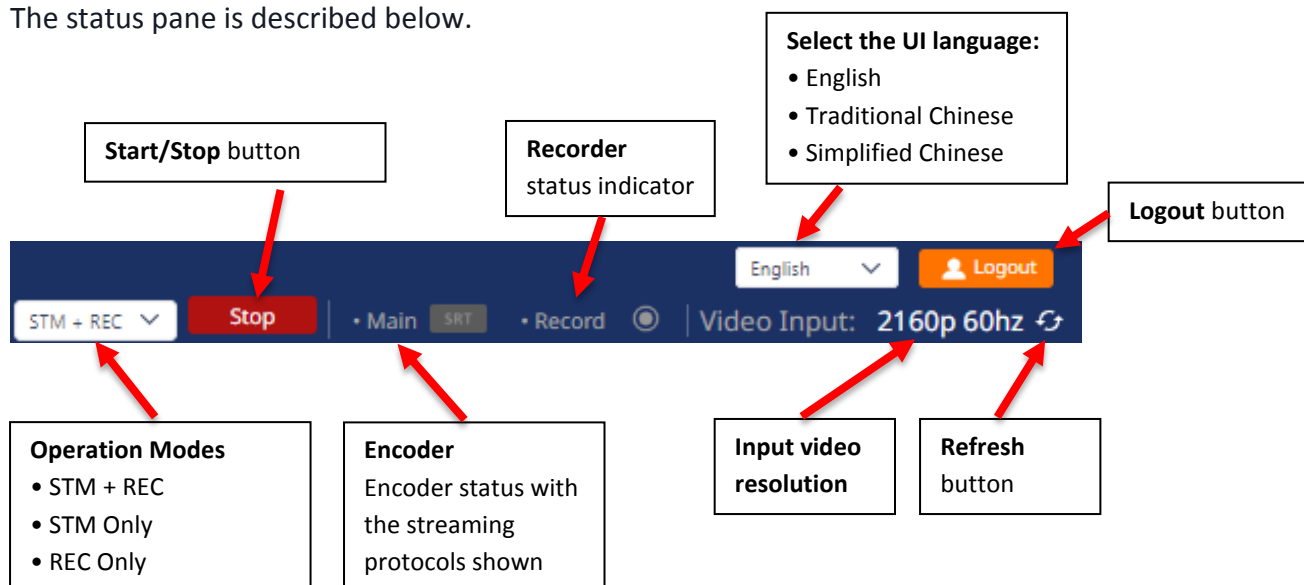 The status pane is described below.
Select the UI language:
• English
• Traditional Chinese
• Simplified Chinese
Start/Stop button
Recorder
status indicator
Logout button
English
Logout
STM + REC
Stop
• Main SRT
• Record
Video Input: 2160p 60hz
Operation Modes
• STM + REC
• STM Only
• REC Only
Encoder
Encoder status with
the streaming
protocols shown
Input video
resolution
Refresh
button